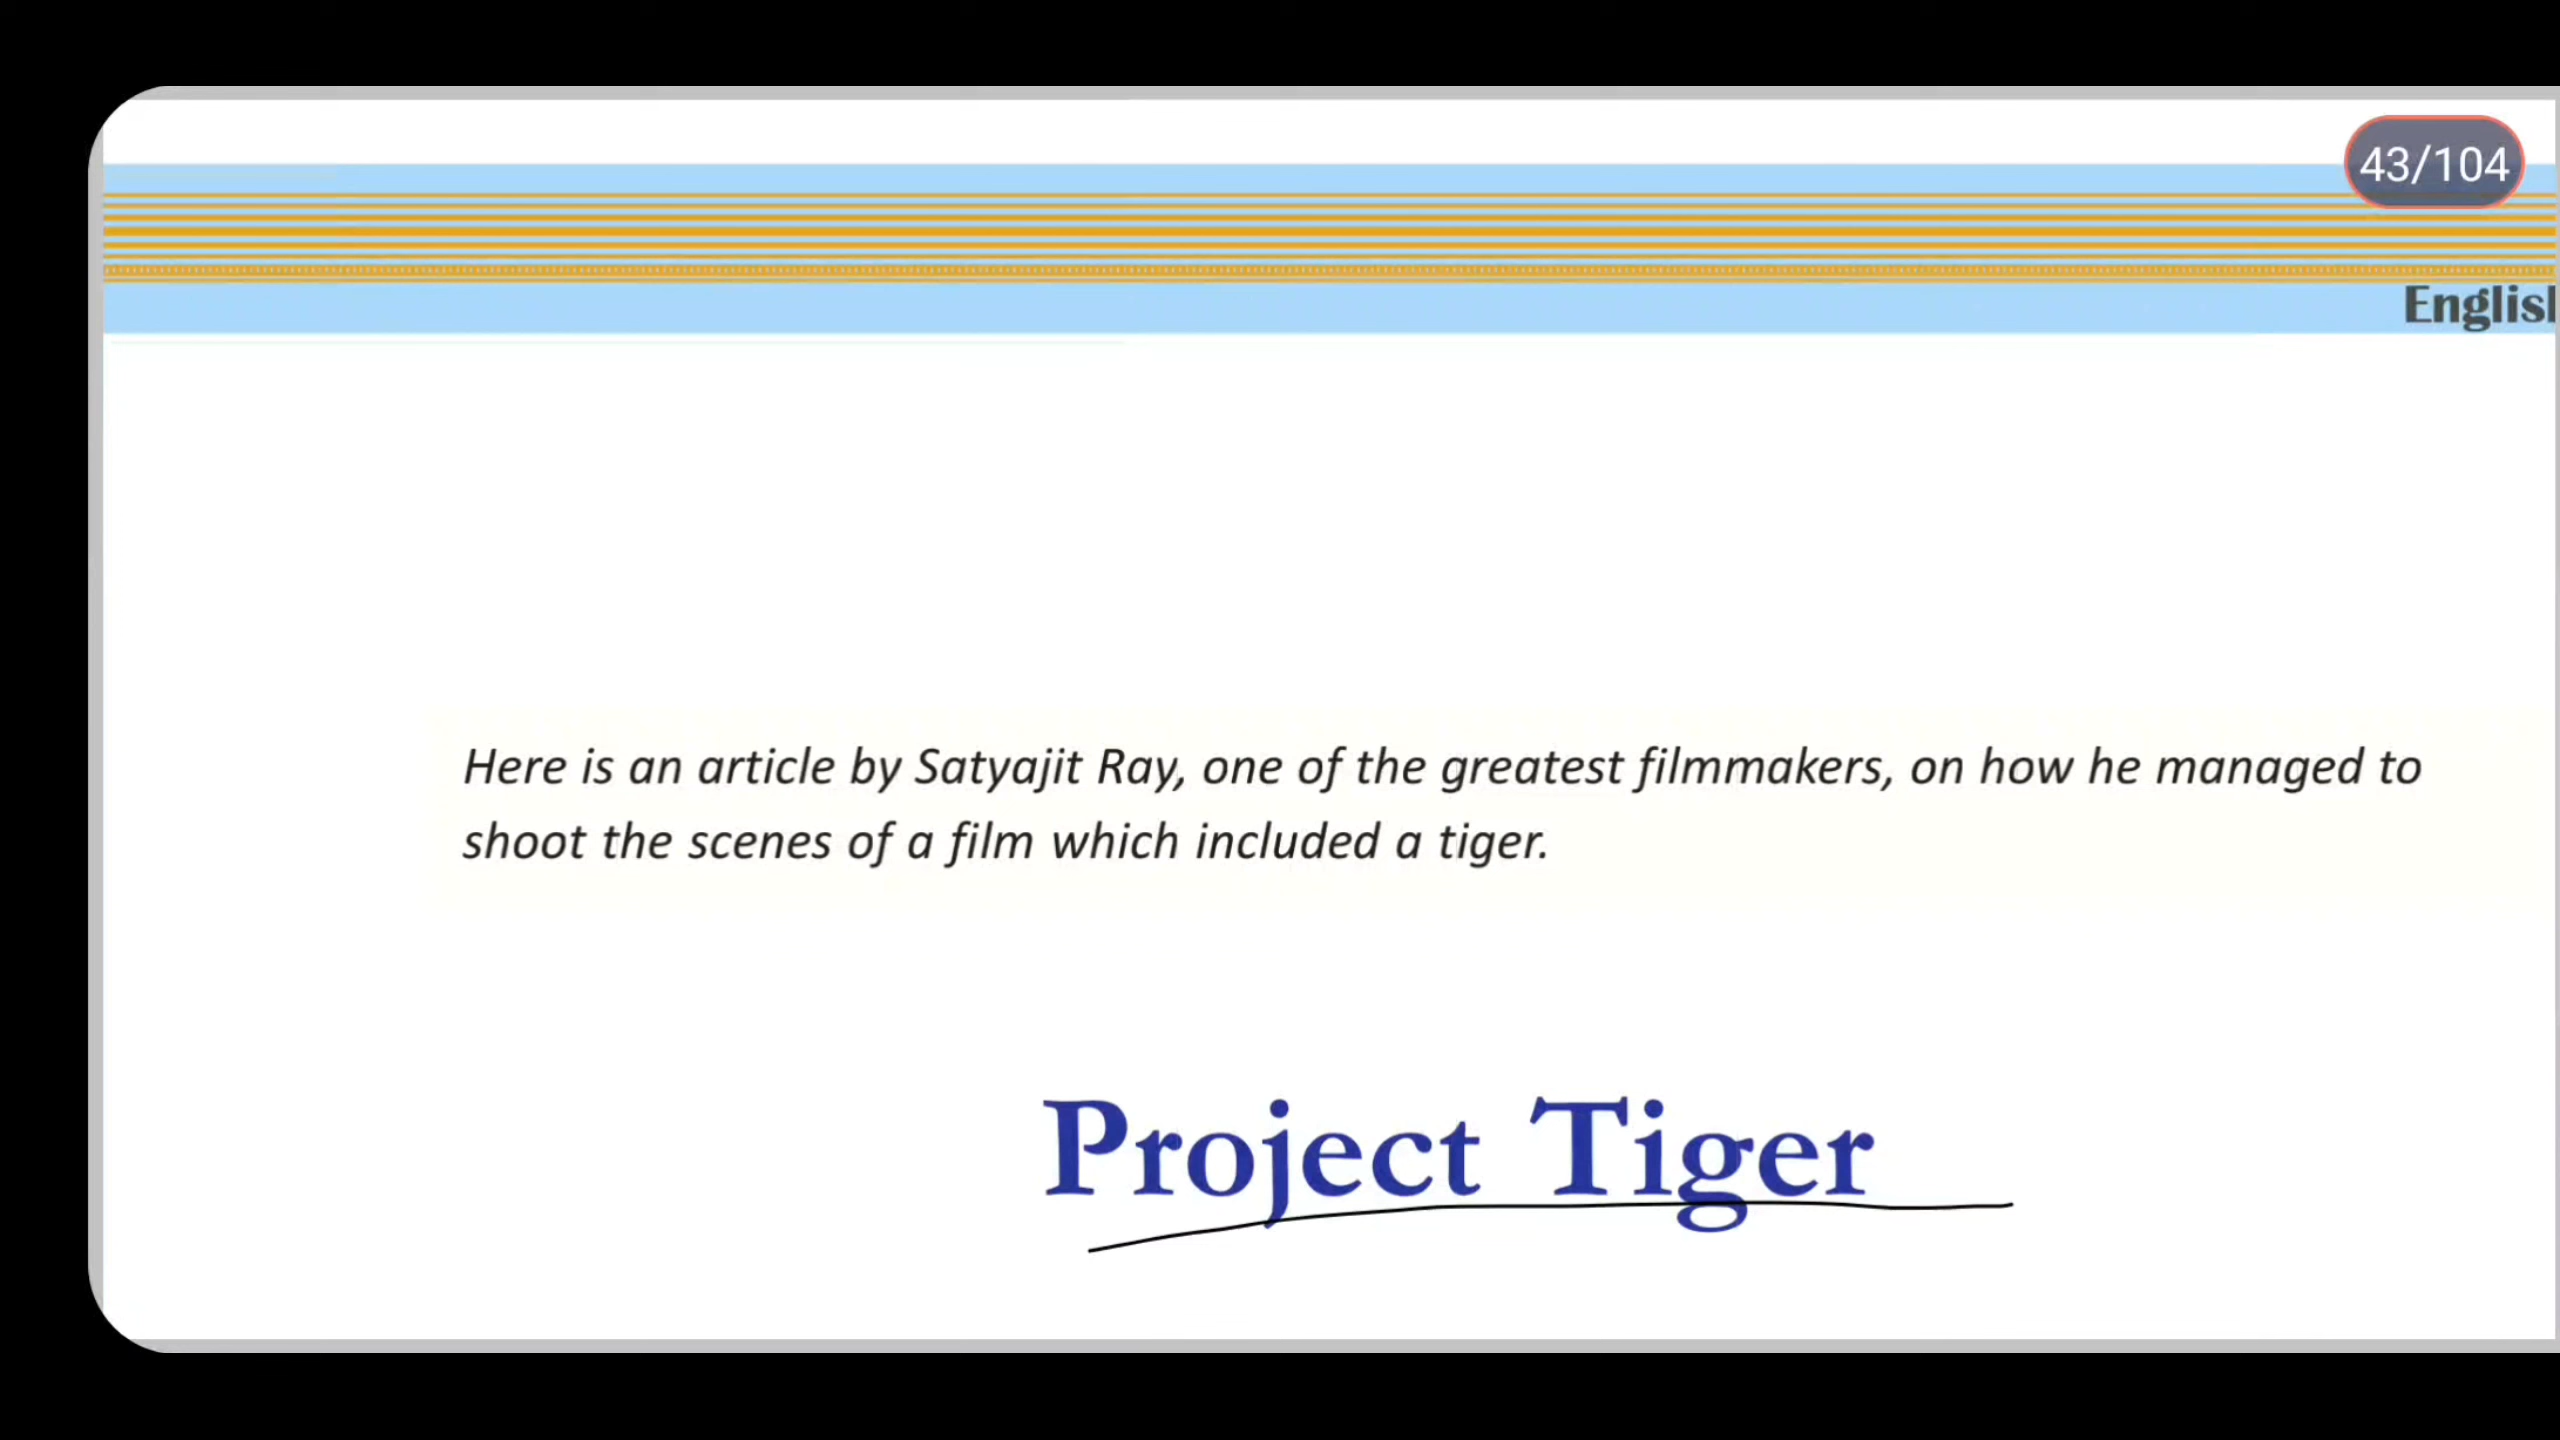 43/104
English
Here is an article by Satyajit Ray, one of the greatest filmmakers, on how he managed to
shoot the scenes of a film which included a tiger.
Project Tiger